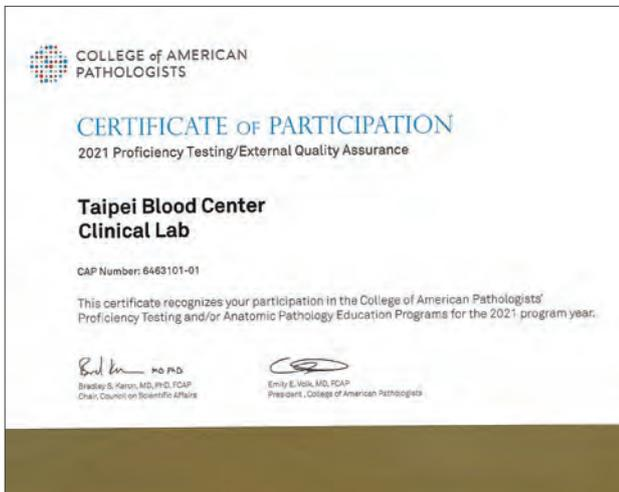 COLLEGE of AMERICAN
PATHOLOGISTS
CERTIFICATE OF PARTICIPATION
2021 Proficiency Testing/External Quality Assurance
Taipei Blood Center
Clinical Lab
CAP Number: 6463101-01
This certificate recognizes your participation in the College of American Pathologists'
Proficiency Testing and/or Anatomic Pathology Education Programs for the 2021 program year.
MD PhD
Bradley S. Karon, MD, PhD, FCAP
Chair, Council on Scientific Affairs
Emily E. Volk, MD, FCAP
President, College of American Pathologists